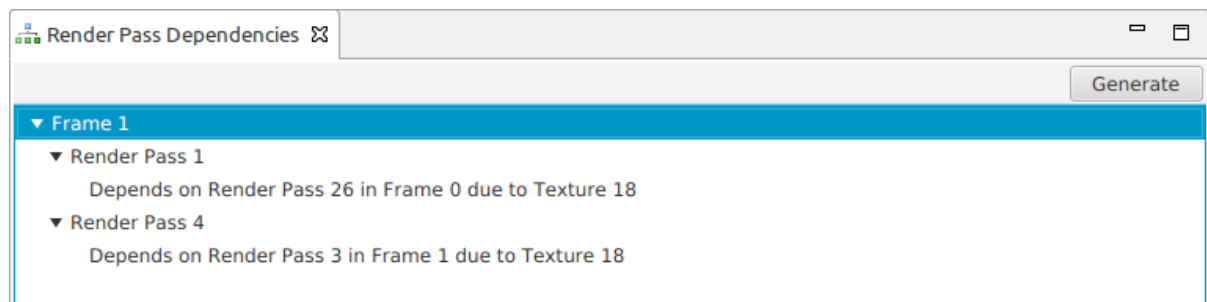 Render Pass Dependencies
Generate
Frame 1
Render Pass 1
Depends on Render Pass 26 in Frame 0 due to Texture 18
Render Pass 4
Depends on Render Pass 3 in Frame 1 due to Texture 18